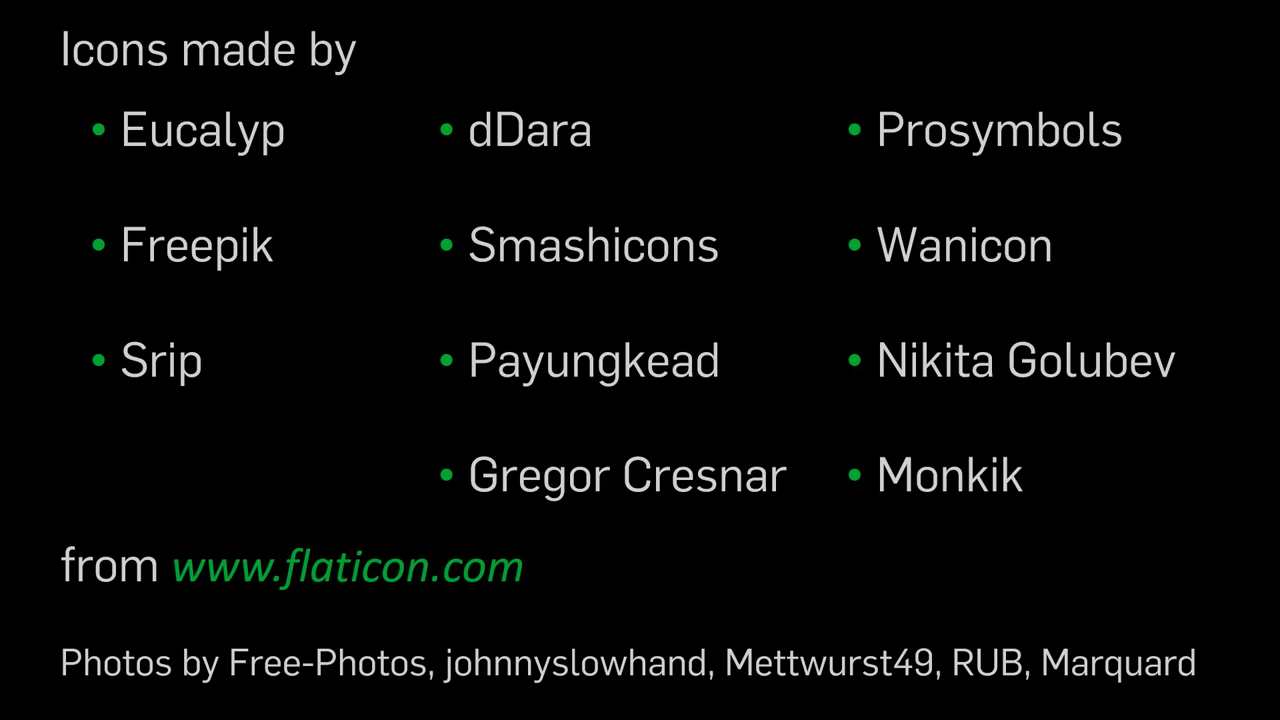 Icons made by
• Eucalyp
• dDara
• Prosymbols
• Freepik
• Smashicons
• Wanicon
• Srip
• Payungkead
• Nikita Golubev
• Gregor Cresnar
• Monkik
from www.flaticon.com
Photos by Free-Photos, johnnyslowhand, Mettwurst49, RUB, Marquard